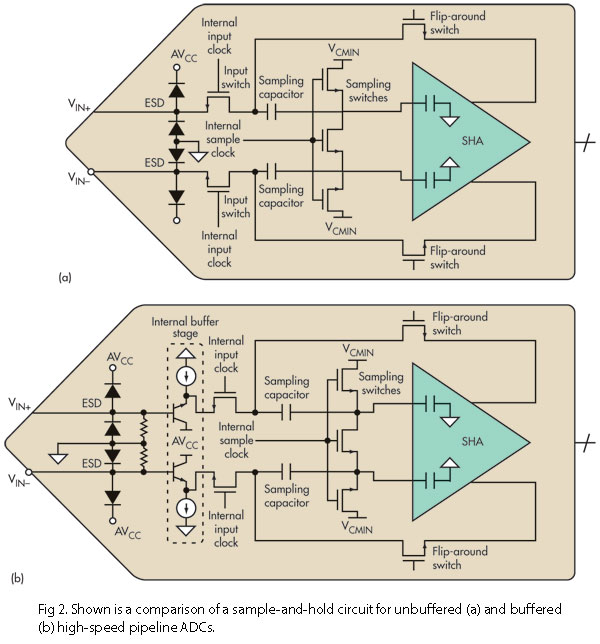 Flip-around
switch
Internal
input
clock
AVCC
VCMIN
Input
switch
Sampling
capacitor
Sampling
switches
VIN+
ESD
Internal
sample
clock
SHA
ESD
VIN–
Sampling
capacitor
Input
switch
VCMIN
Internal
input
clock
Flip-around
switch
(a)
Internal buffer
stage
Flip-around
switch
Internal
input
clock
AVCC
VCMIN
Sampling
capacitor
Sampling
switches
VIN+
ESD
AVCC
Internal
sample
clock
SHA
ESD
VIN–
Sampling
capacitor
AVCC
Internal
input
clock
VCMIN
Flip-around
switch
(b)
Fig 2. Shown is a comparison of a sample-and-hold circuit for unbuffered (a) and buffered
(b) high-speed pipeline ADCs.